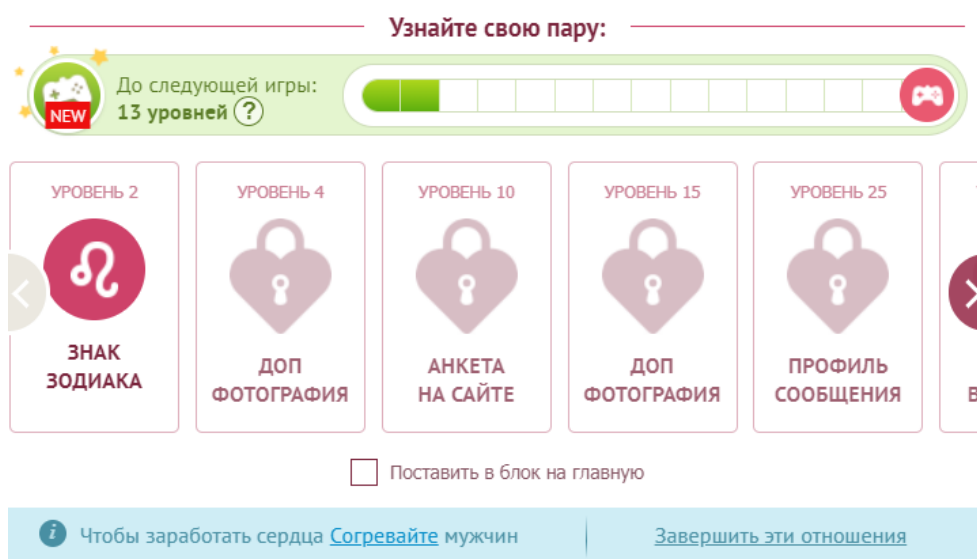 Узнайте свою пару:
До следующей игры:
13 уровней ?
NEW
УРОВЕНЬ 2
ЗНАК
ЗОДИАКА
УРОВЕНЬ 4
ДОП
ФОТОГРАФИЯ
УРОВЕНЬ 10
АНКЕТА
НА САЙТЕ
УРОВЕНЬ 15
ДОП
ФОТОГРАФИЯ
УРОВЕНЬ 25
ПРОФИЛЬ
СООБЩЕНИЯ
Поставить в блок на главную
i Чтобы заработать сердца Согревайте мужчин
Завершить эти отношения